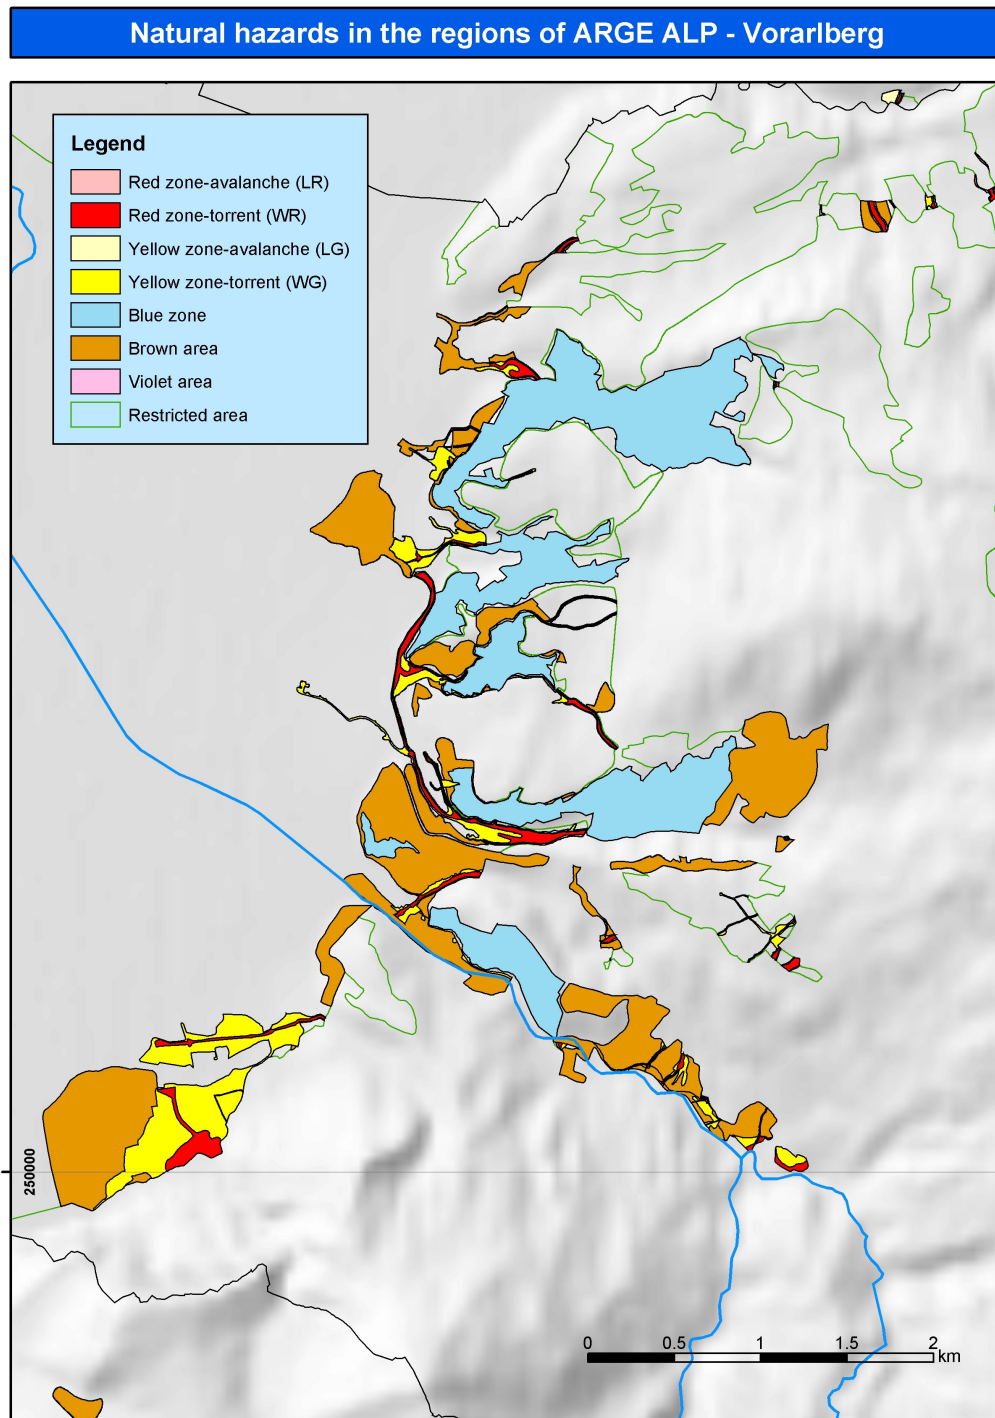 Natural hazards in the regions of ARGE ALP - Vorarlberg
Legend
Red zone-avalanche (LR)
Red zone-torrent (WR)
Yellow zone-avalanche (LG)
Yellow zone-torrent (WG)
Blue zone
Brown area
Violet area
Restricted area
250000
0 0.5 1 1.5 2
km